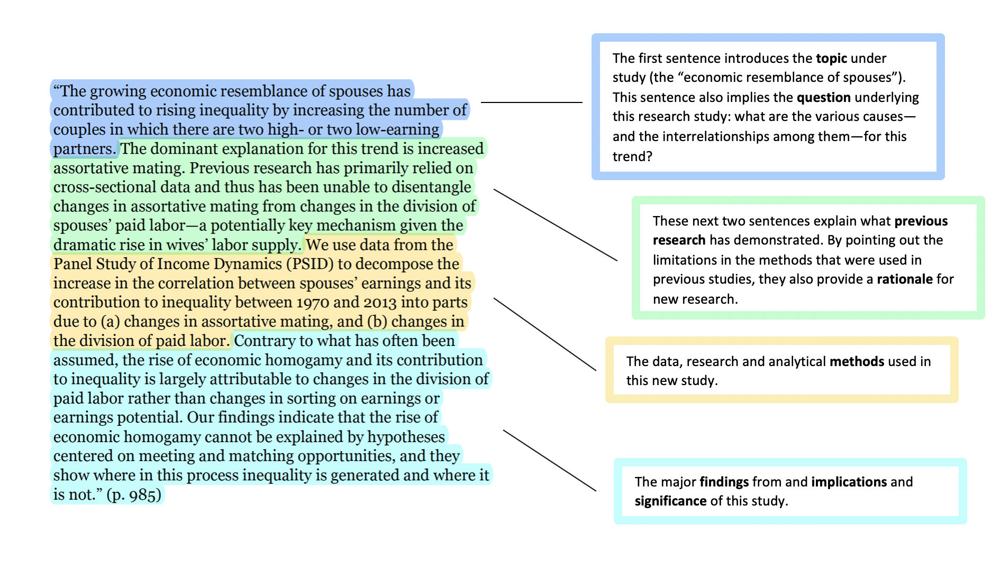 “The growing economic resemblance of spouses has
contributed to rising inequality by increasing the number of
couples in which there are two high- or two low-earning
partners. The dominant explanation for this trend is increased
assortative mating. Previous research has primarily relied on
cross-sectional data and thus has been unable to disentangle
changes in assortative mating from changes in the division of
spouses’ paid labor—a potentially key mechanism given the
dramatic rise in wives’ labor supply. We use data from the
Panel Study of Income Dynamics (PSID) to decompose the
increase in the correlation between spouses’ earnings and its
contribution to inequality between 1970 and 2013 into parts
due to (a) changes in assortative mating, and (b) changes in
the division of paid labor. Contrary to what has often been
assumed, the rise of economic homogamy and its contribution
to inequality is largely attributable to changes in the division of
paid labor rather than changes in sorting on earnings or
earnings potential. Our findings indicate that the rise of
economic homogamy cannot be explained by hypotheses
centered on meeting and matching opportunities, and they
show where in this process inequality is generated and where it
is not.” (p. 985)
The first sentence introduces the topic under
study (the “economic resemblance of spouses”).
This sentence also implies the question underlying
this research study: what are the various causes—
and the interrelationships among them—for this
trend?
These next two sentences explain what previous
research has demonstrated. By pointing out the
limitations in the methods that were used in
previous studies, they also provide a rationale for
new research.
The data, research and analytical methods used in
this new study.
The major findings from and implications and
significance of this study.